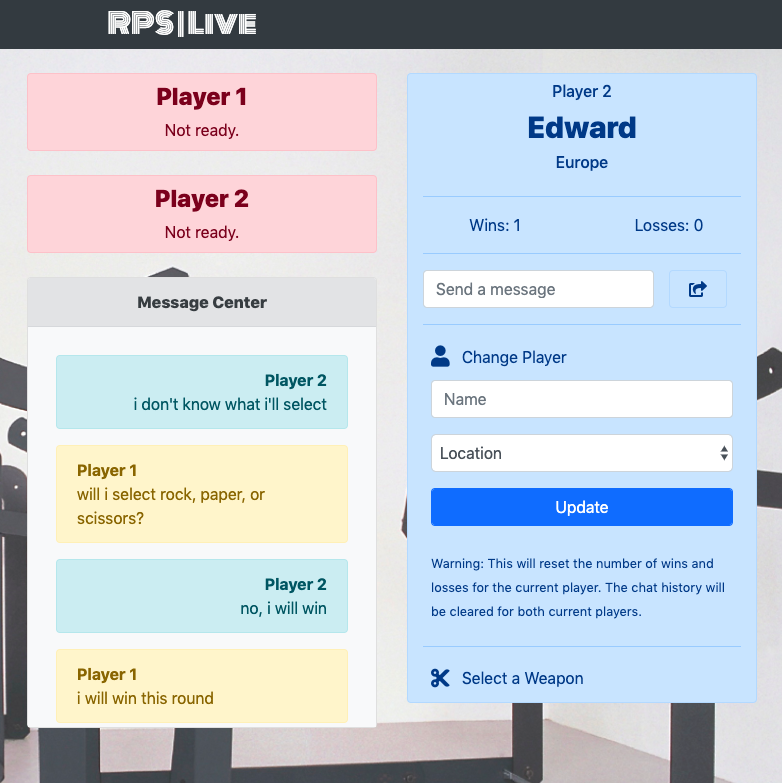 RPS|LIVE
Player 1
Not ready.
Player 2
Not ready.
Message Center
Player 2
i don't know what i'll select
Player 1
will i select rock, paper, or
scissors?
Player 2
no, i will win
Player 1
i will win this round
Player 2
Edward
Europe
Wins: 1
Losses: 0
Send a message
Change Player
Name
Location
Update
Warning: This will reset the number of wins and
losses for the current player. The chat history will
be cleared for both current players.
Select a Weapon